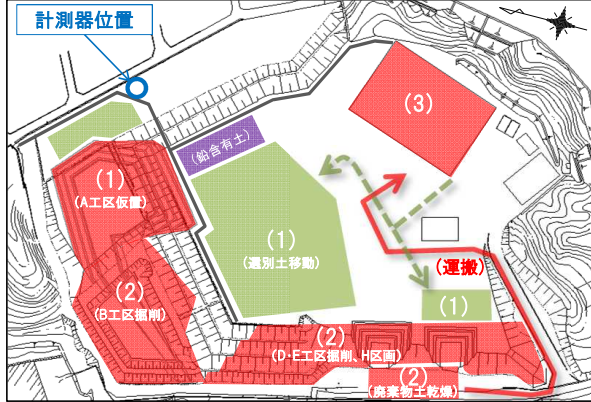 計測器位置
(3)
(鉛含有土)
(1)
(A工区仮置)
(1)
(選別土移動)
(運搬)
(2)
(B工区掘削)
(1)
(2)
(D・E工区掘削、H区画)
(2)
(廃棄物土乾燥)